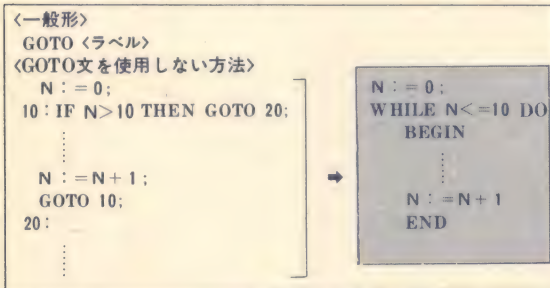 〈一般形〉
GOTO〈ラベル〉
〈GOTO文を使用しない方法〉
N：=0;
10：IF N>10 THEN GOTO 20;
N：=N+1;
GOTO 10;
20：
➡
N：=0;
WHILE N<=10 DO
BEGIN
N：=N+1
END